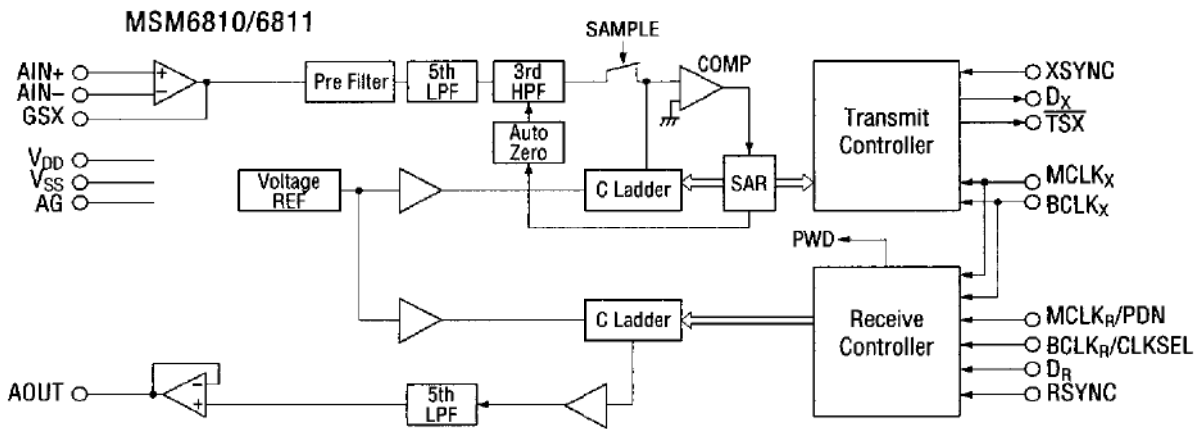 MSM6810/6811
AIN+
AIN−
GSX
VDD
VSS
AG
Pre Filter
5th
LPF
3rd
HPF
SAMPLE
COMP
Auto
Zero
Voltage
REF
C Ladder
SAR
Transmit
Controller
XSYNC
DX
TSX
MCLKX
BCLKX
PWD
C Ladder
Receive
Controller
MCLKR/PDN
BCLKR/CLKSEL
DR
RSYNC
AOUT
5th
LPF